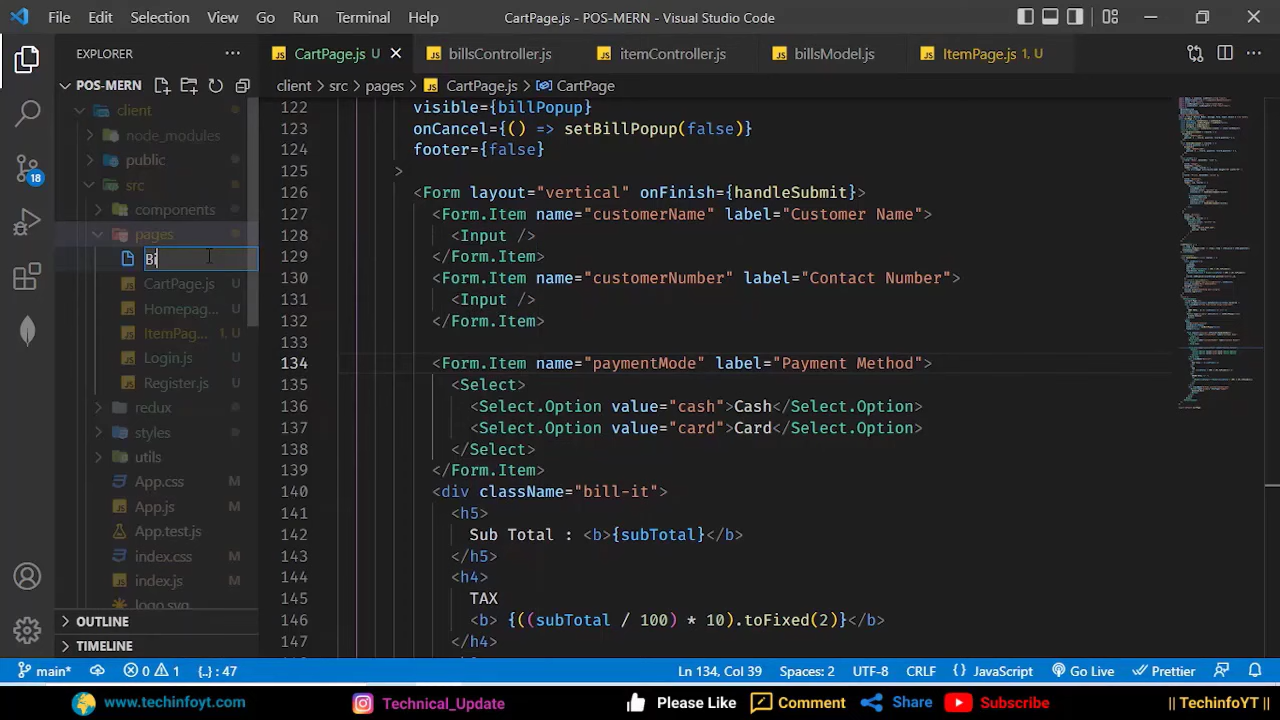 File Edit Selection View Go Run Terminal Help CartPage.js - POS-MERN - Visual Studio Code
EXPLORER
CartPage.js U billsController.js itemController.js billsModel.js ItemPage.js 1, U
POS-MERN
client > src > pages > CartPage.js > CartPage
client
node_modules
public
src
components
pages
Bi
CartPage.js U
Homepag... U
ItemPag... 1, U
Login.js U
Register.js U
redux
styles
utils
App.css M
App.js M
App.test.js
index.css M
index.js M
logo.svg
OUTLINE
TIMELINE
18
122 visible={billPopup}
123 onCancel={() => setBillPopup(false)}
124 footer={false}
125 >
126 <Form layout="vertical" onFinish={handleSubmit}>
127 <Form.Item name="customerName" label="Customer Name">
128 <Input />
129 </Form.Item>
130 <Form.Item name="customerNumber" label="Contact Number">
131 <Input />
132 </Form.Item>
133
134 <Form.Item name="paymentMode" label="Payment Method">
135 <Select>
136 <Select.Option value="cash">Cash</Select.Option>
137 <Select.Option value="card">Card</Select.Option>
138 </Select>
139 </Form.Item>
140 <div className="bill-it">
141 <h5>
142 Sub Total : <b>{subTotal}</b>
143 </h5>
144 <h4>
145 TAX
146 <b> {((subTotal / 100) * 10).toFixed(2)}</b>
147 </h4>
main* 0 1 {..} : 47 Ln 134, Col 39 Spaces: 2 UTF-8 CRLF {} JavaScript Go Live Prettier
www.techinfoyt.com Technical_Update Please Like Comment Share Subscribe || TechinfoYT ||